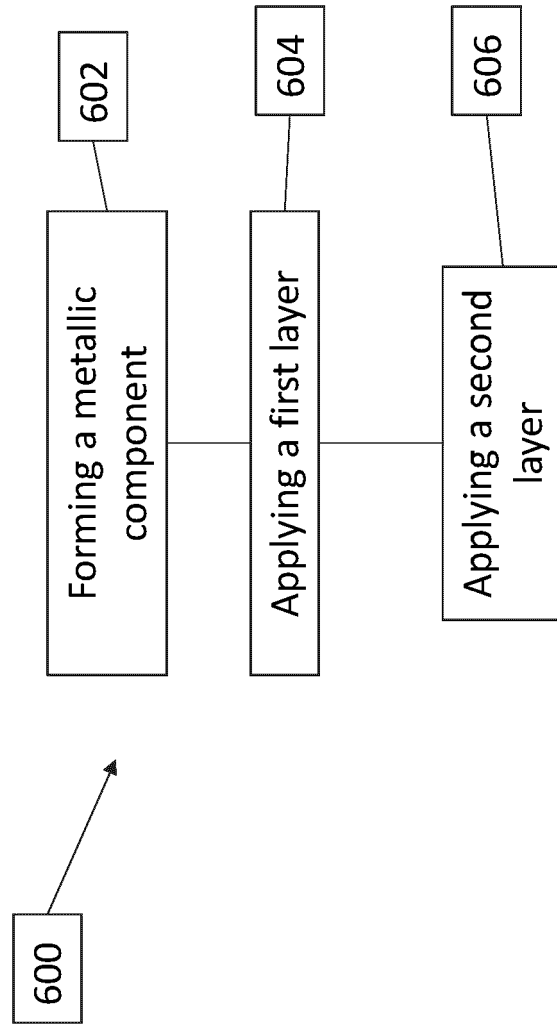 600
Forming a metallic
component
602
Applying a first layer
604
Applying a second
layer
606